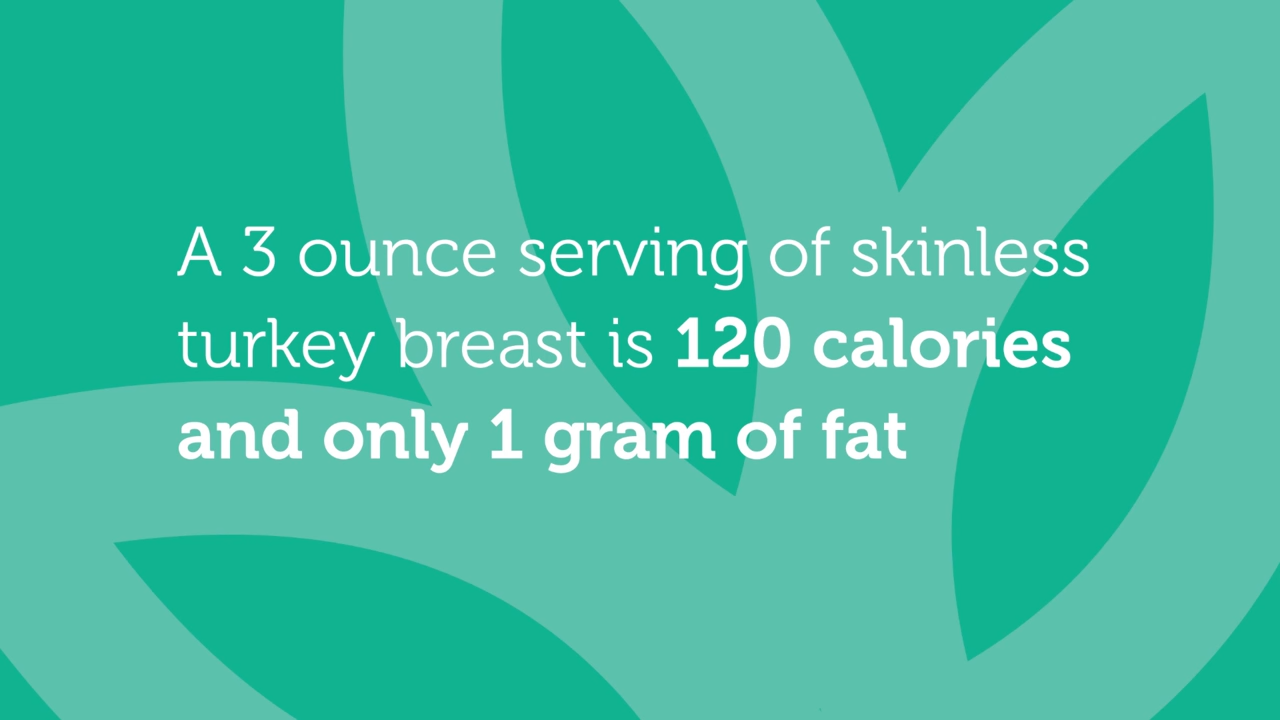 A 3 ounce serving of skinless
turkey breast is 120 calories
and only 1 gram of fat